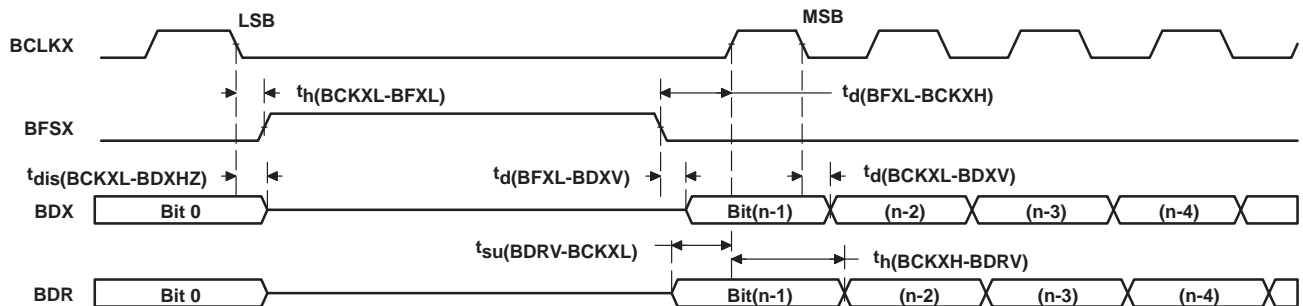 LSB MSB
BCLKX
th(BCKXL-BFXL) td(BFXL-BCKXH)
BFSX
tdis(BCKXL-BDXHZ) td(BFXL-BDXV) td(BCKXL-BDXV)
BDX Bit 0 Bit(n-1) (n-2) (n-3) (n-4)
tsu(BDRV-BCKXL) th(BCKXH-BDRV)
BDR Bit 0 Bit(n-1) (n-2) (n-3) (n-4)